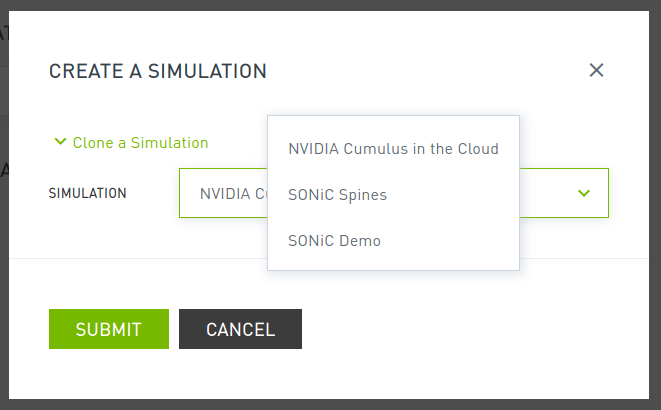 CREATE A SIMULATION
Clone a Simulation
SIMULATION
NVIDIA Cu
NVIDIA Cumulus in the Cloud
SONiC Spines
SONiC Demo
SUBMIT
CANCEL